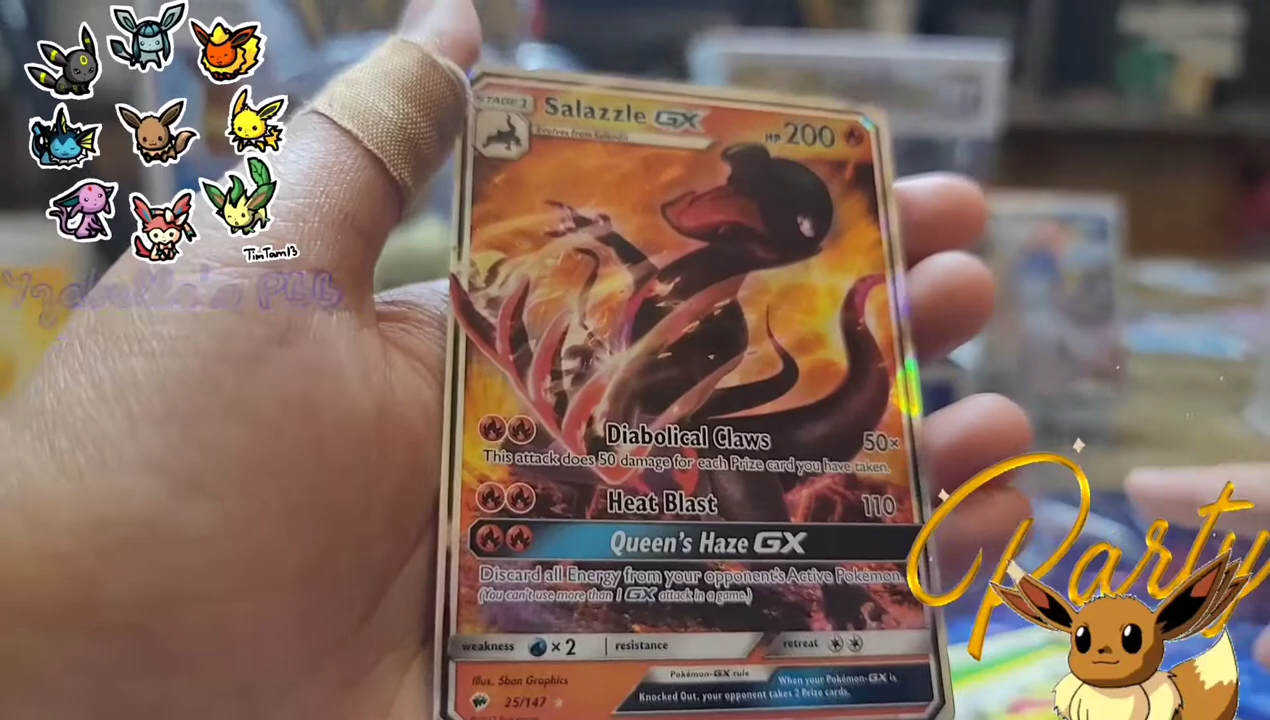 TimTam13
STAGE 1
Salazzle GX
HP 200
Evolves from Salandit
Diabolical Claws 50×
This attack does 50 damage for each Prize card you have taken.
Heat Blast 110
Queen's Haze GX
Discard all Energy from your opponent's Active Pokémon.
(You can't use more than 1 GX attack in a game.)
weakness ×2 resistance retreat
Illus. 5ban Graphics
Pokémon-GX rule
When your Pokémon-GX is
Knocked Out, your opponent takes 2 Prize cards.
25/147
Party